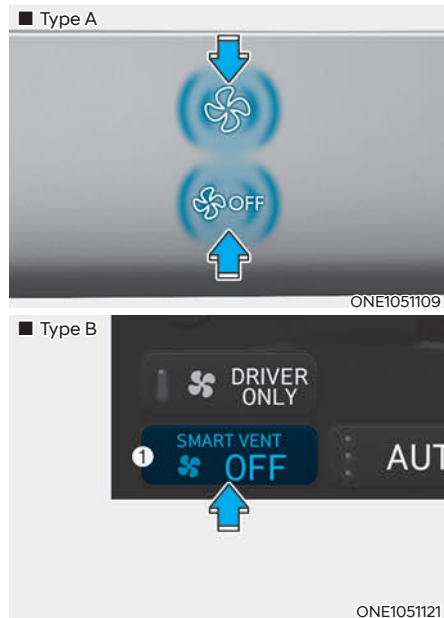 ■ Type A
OFF
ONE1051109
■ Type B
DRIVER
ONLY
SMART VENT
1 OFF
AUT
ONE1051121